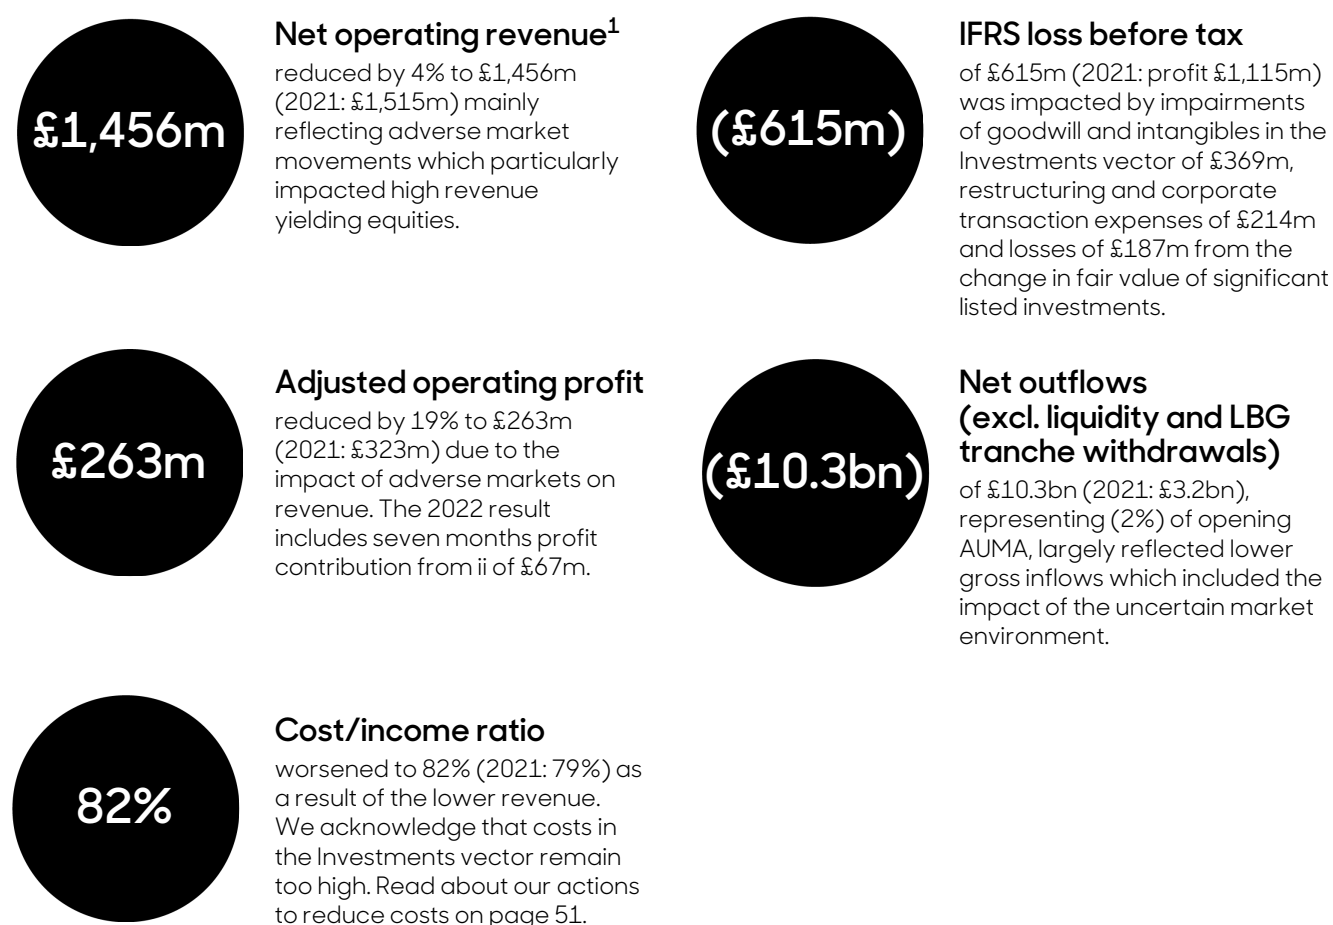 £1,456m
Net operating revenue1
reduced by 4% to £1,456m
(2021: £1,515m) mainly
reflecting adverse market
movements which particularly
impacted high revenue
yielding equities.
(£615m)
IFRS loss before tax
of £615m (2021: profit £1,115m)
was impacted by impairments
of goodwill and intangibles in the
Investments vector of £369m,
restructuring and corporate
transaction expenses of £214m
and losses of £187m from the
change in fair value of significant
listed investments.
£263m
Adjusted operating profit
reduced by 19% to £263m
(2021: £323m) due to the
impact of adverse markets on
revenue. The 2022 result
includes seven months profit
contribution from ii of £67m.
(£10.3bn)
Net outflows
(excl. liquidity and LBG
tranche withdrawals)
of £10.3bn (2021: £3.2bn),
representing (2%) of opening
AUMA, largely reflected lower
gross inflows which included the
impact of the uncertain market
environment.
82%
Cost/income ratio
worsened to 82% (2021: 79%) as
a result of the lower revenue.
We acknowledge that costs in
the Investments vector remain
too high. Read about our actions
to reduce costs on page 51.